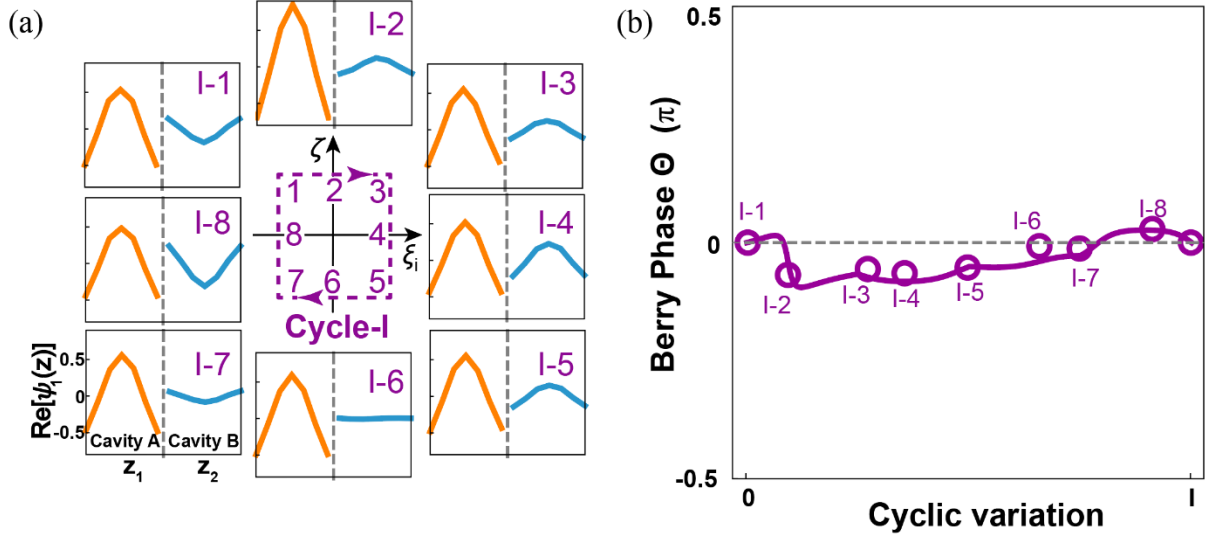 (a)
I-1
I-2
I-3
ζ
1 2 3
8 4
ξi
7 6 5
Cycle-I
I-8
I-4
I-7
I-6
I-5
Re[ψ1(z)]
0.5
0
-0.5
Cavity A Cavity B
z1 z2
(b)
0.5
0
-0.5
Berry Phase Θ (π)
I-1
I-2
I-3
I-4
I-5
I-6
I-7
I-8
0 I
Cyclic variation